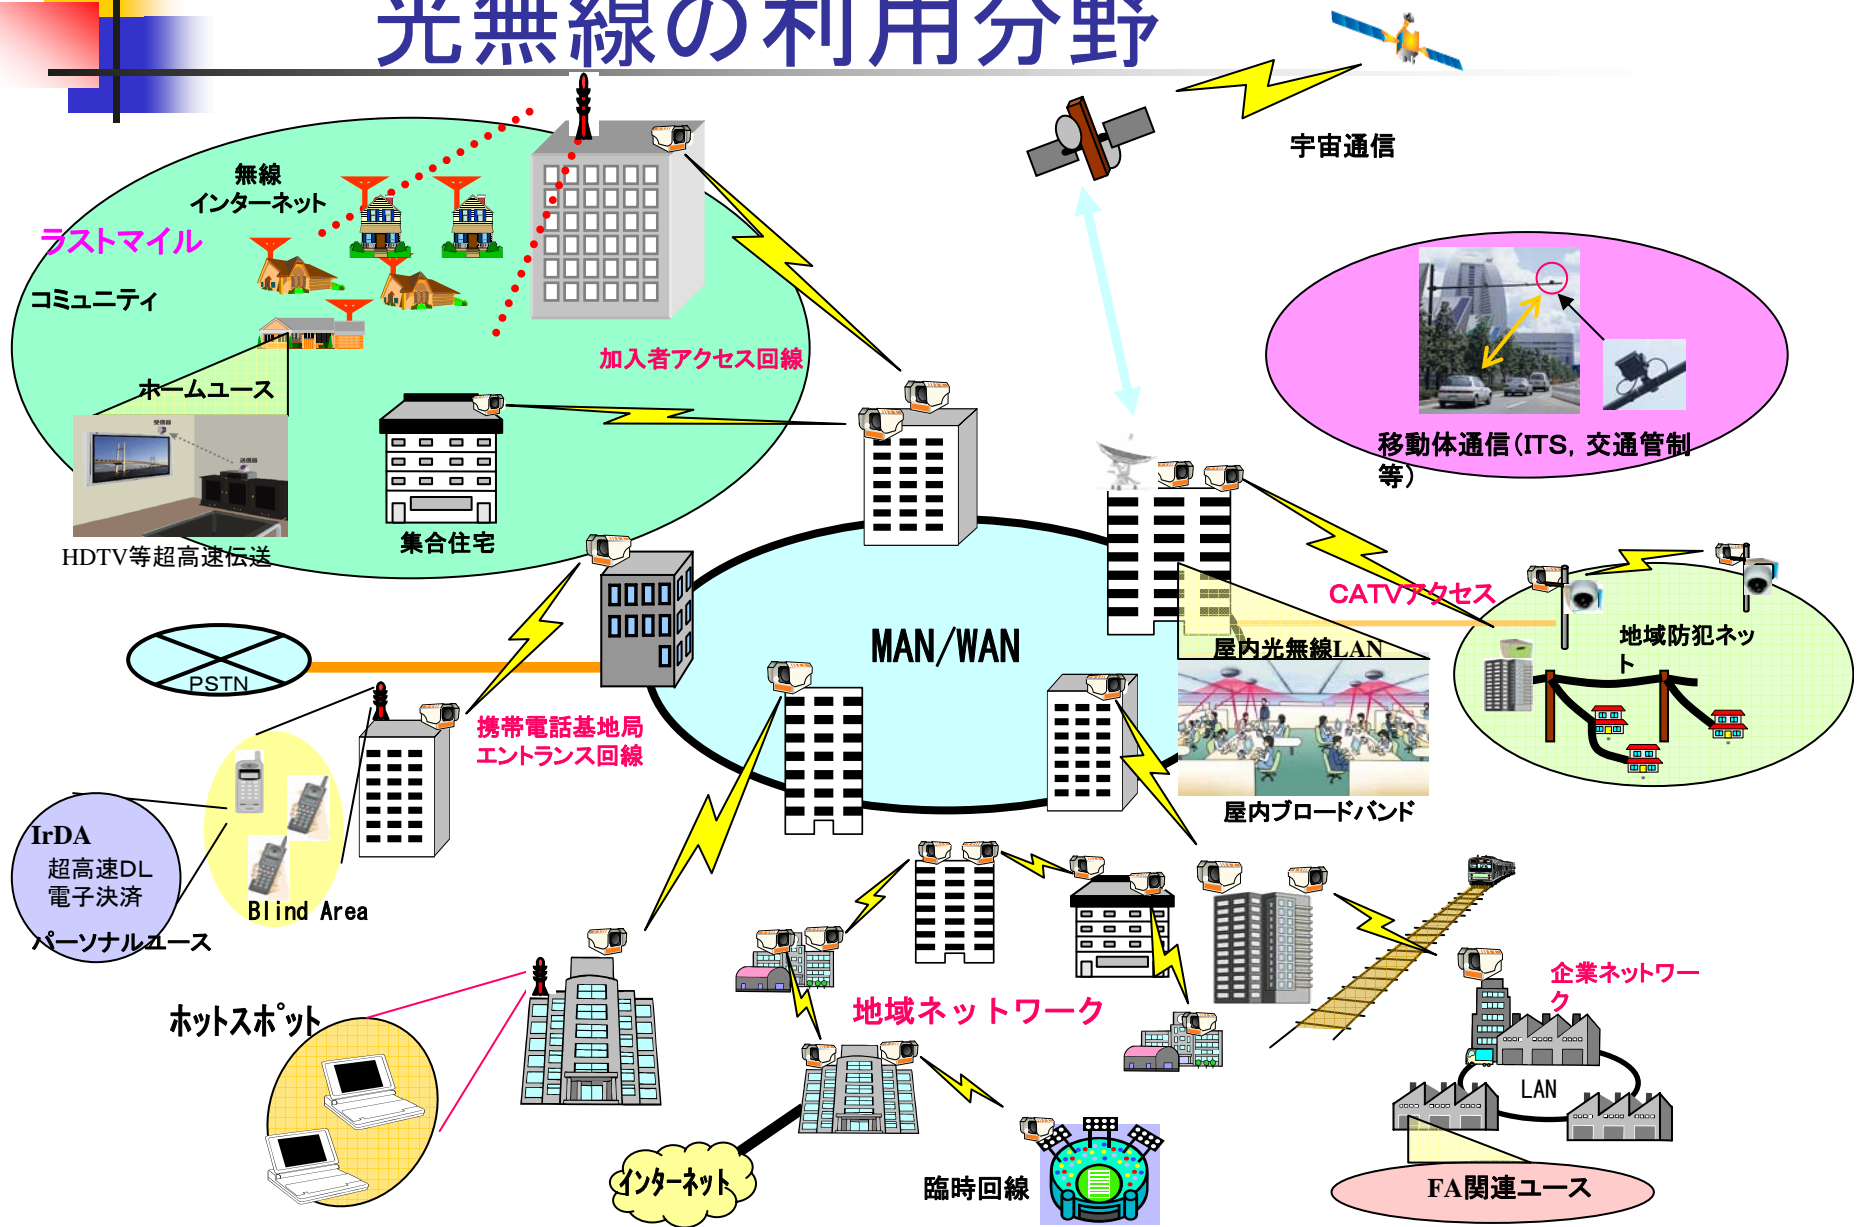 光無線の利用分野
宇宙通信
無線
インターネット
ラストマイル
コミュニティ
加入者アクセス回線
ホームユース
受信器
送信器
HDTV等超高速伝送
集合住宅
移動体通信(ITS, 交通管制
等)
CATVアクセス
地域防犯ネッ
ト
MAN/WAN
屋内光無線LAN
屋内ブロードバンド
PSTN
携帯電話基地局
エントランス回線
IrDA
超高速DL
電子決済
パーソナルユース
Blind Area
ホットスポット
地域ネットワーク
企業ネットワー
ク
LAN
インターネット
臨時回線
FA関連ユース